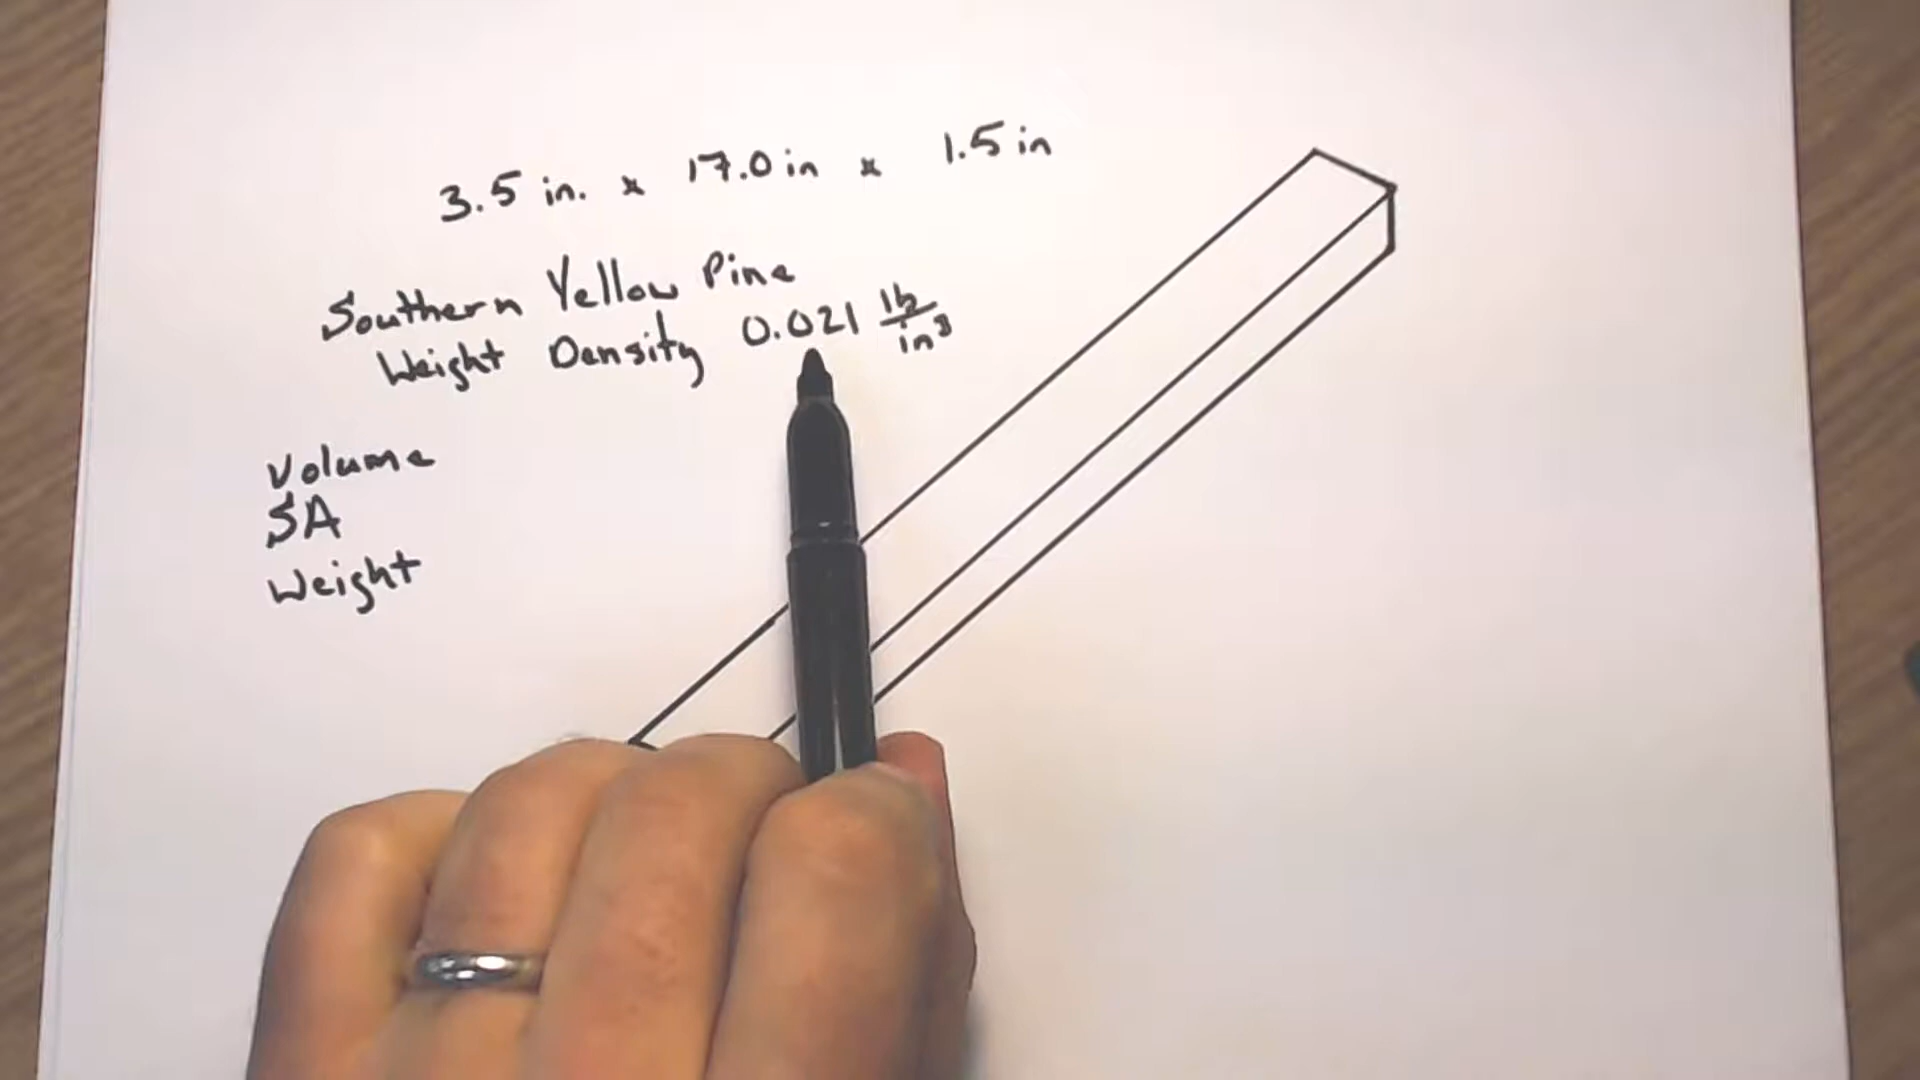 3.5 in. x 17.0 in x 1.5 in
Southern Yellow Pine
Weight Density 0.021 lb/in³
Volume
SA
Weight